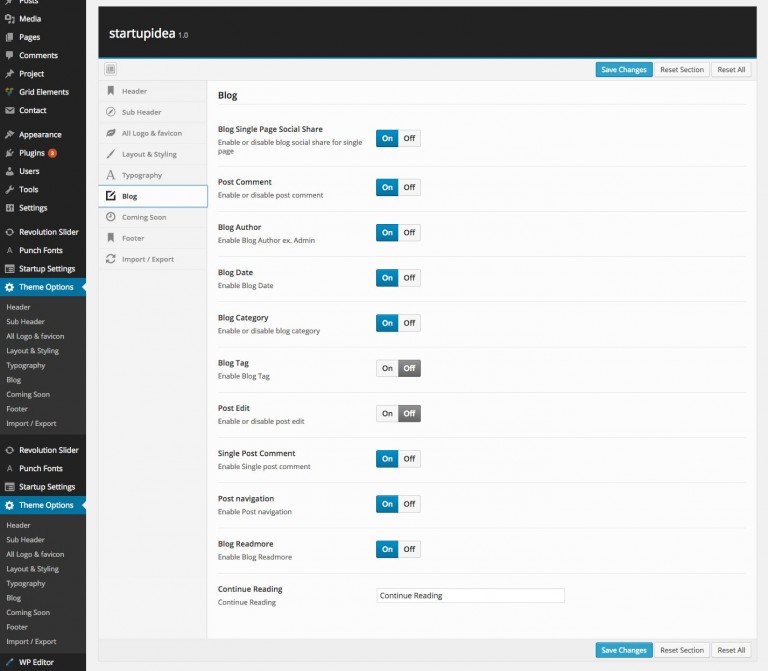 Posts
Media
Pages
Comments
Project
Grid Elements
Contact
Appearance
Plugins 3
Users
Tools
Settings
Revolution Slider
Punch Fonts
Startup Settings
Theme Options
Header
Sub Header
All Logo & favicon
Layout & Styling
Typography
Blog
Coming Soon
Footer
Import / Export
Revolution Slider
Punch Fonts
Startup Settings
Theme Options
Header
Sub Header
All Logo & favicon
Layout & Styling
Typography
Blog
Coming Soon
Footer
Import / Export
WP Editor
startupidea 1.0
Save Changes Reset Section Reset All
Header
Sub Header
All Logo & favicon
Layout & Styling
Typography
Blog
Coming Soon
Footer
Import / Export
Blog
Blog Single Page Social Share
Enable or disable blog social share for single
page
On Off
Post Comment
Enable or disable post comment
On Off
Blog Author
Enable Blog Author ex. Admin
On Off
Blog Date
Enable Blog Date
On Off
Blog Category
Enable or disable blog category
On Off
Blog Tag
Enable Blog Tag
On Off
Post Edit
Enable or disable post edit
On Off
Single Post Comment
Enable Single post comment
On Off
Post navigation
Enable Post navigation
On Off
Blog Readmore
Enable Blog Readmore
On Off
Continue Reading
Continue Reading
Continue Reading
Save Changes Reset Section Reset All